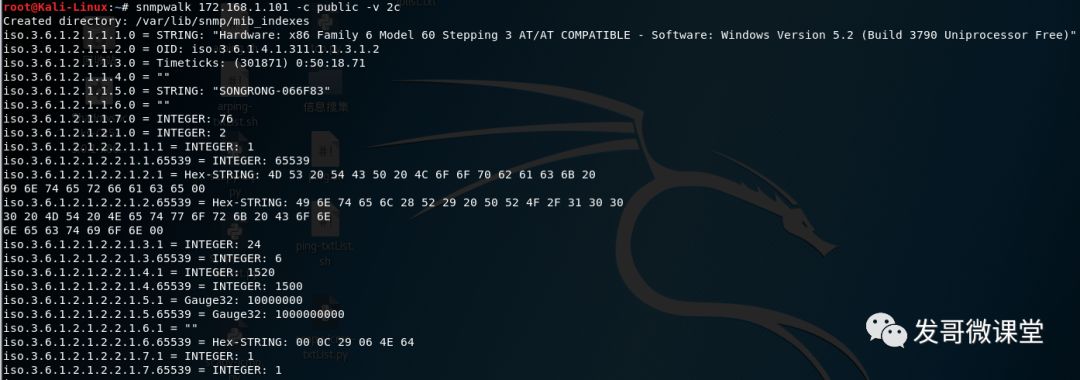 root@Kali-Linux:~# snmpwalk 172.168.1.101 -c public -v 2c
Created directory: /var/lib/snmp/mib_indexes
iso.3.6.1.2.1.1.1.0 = STRING: "Hardware: x86 Family 6 Model 60 Stepping 3 AT/AT COMPATIBLE - Software: Windows Version 5.2 (Build 3790 Uniprocessor Free)"
iso.3.6.1.2.1.1.2.0 = OID: iso.3.6.1.4.1.311.1.1.3.1.2
iso.3.6.1.2.1.1.3.0 = Timeticks: (301871) 0:50:18.71
iso.3.6.1.2.1.1.4.0 = ""
iso.3.6.1.2.1.1.5.0 = STRING: "SONGRONG-066F83"
iso.3.6.1.2.1.1.6.0 = ""
iso.3.6.1.2.1.1.7.0 = INTEGER: 76
iso.3.6.1.2.1.2.1.0 = INTEGER: 2
iso.3.6.1.2.1.2.2.1.1.1 = INTEGER: 1
iso.3.6.1.2.1.2.2.1.1.65539 = INTEGER: 65539
iso.3.6.1.2.1.2.2.1.2.1 = Hex-STRING: 4D 53 20 54 43 50 20 4C 6F 6F 70 62 61 63 6B 20
69 6E 74 65 72 66 61 63 65 00
iso.3.6.1.2.1.2.2.1.2.65539 = Hex-STRING: 49 6E 74 65 6C 28 52 29 20 50 52 4F 2F 31 30 30
30 20 4D 54 20 4E 65 74 77 6F 72 6B 20 43 6F 6E
6E 65 63 74 69 6F 6E 00
iso.3.6.1.2.1.2.2.1.3.1 = INTEGER: 24
iso.3.6.1.2.1.2.2.1.3.65539 = INTEGER: 6
iso.3.6.1.2.1.2.2.1.4.1 = INTEGER: 1520
iso.3.6.1.2.1.2.2.1.4.65539 = INTEGER: 1500
iso.3.6.1.2.1.2.2.1.5.1 = Gauge32: 10000000
iso.3.6.1.2.1.2.2.1.5.65539 = Gauge32: 1000000000
iso.3.6.1.2.1.2.2.1.6.1 = ""
iso.3.6.1.2.1.2.2.1.6.65539 = Hex-STRING: 00 0C 29 06 4E 64
iso.3.6.1.2.1.2.2.1.7.1 = INTEGER: 1
iso.3.6.1.2.1.2.2.1.7.65539 = INTEGER: 1
信息搜集
arping-
ping-txtList.
sh
txtList.py
发哥微课堂